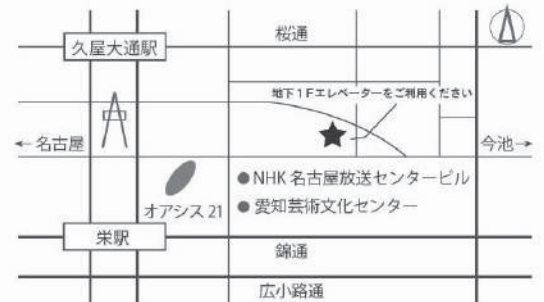 桜通
久屋大通駅
地下1Fエレベーターをご利用ください
←名古屋
今池→
●NHK名古屋放送センタービル
オアシス21
●愛知芸術文化センター
栄駅
錦通
広小路通